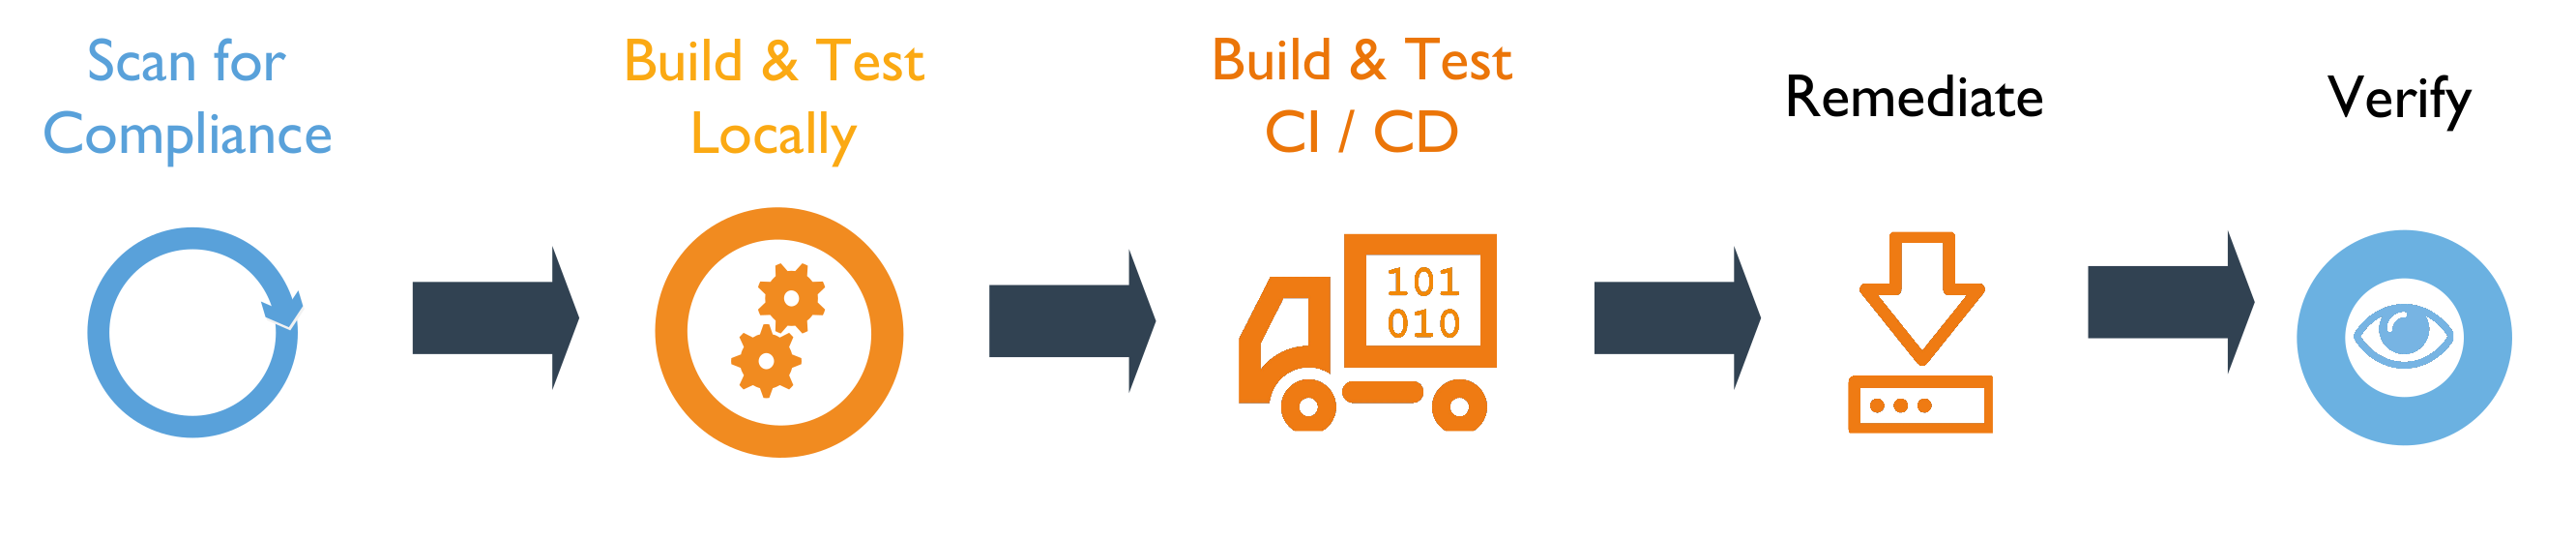 Scan for
Compliance
Build & Test
Locally
Build & Test
CI / CD
Remediate
Verify
101
010